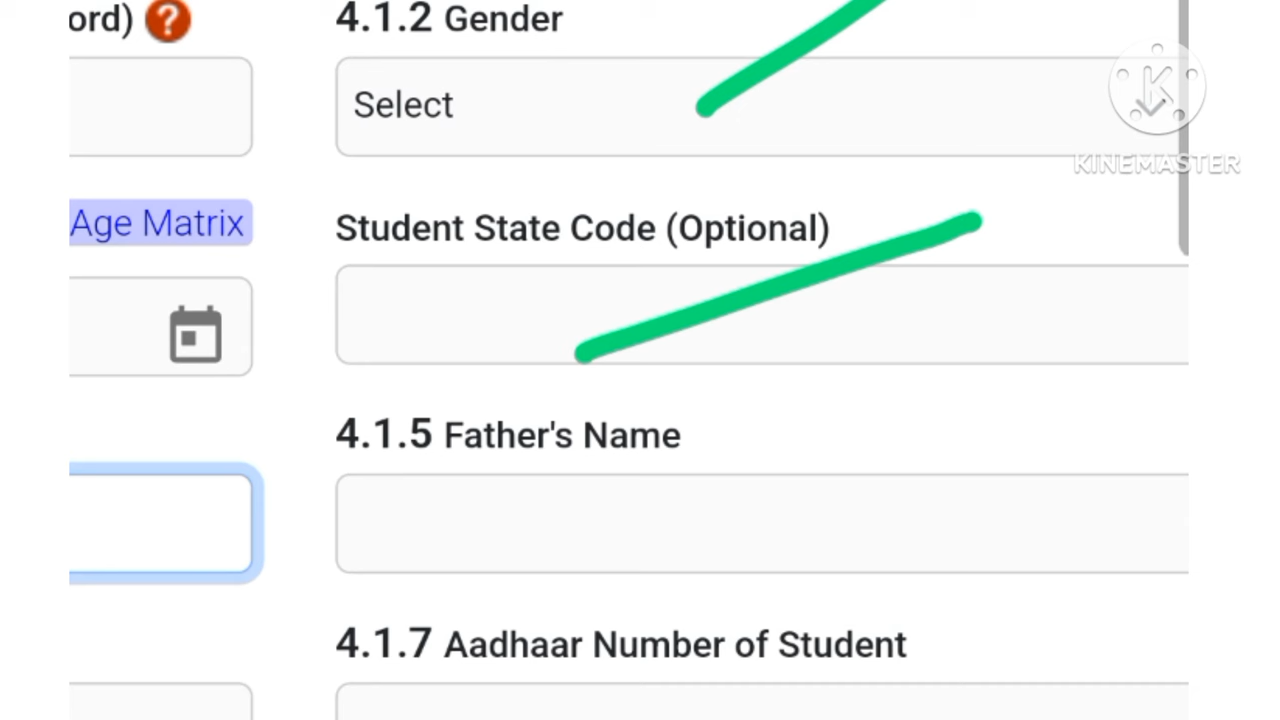 ord) ?
4.1.2 Gender
Select
KINEMASTER
Age Matrix
Student State Code (Optional)
4.1.5 Father's Name
4.1.7 Aadhaar Number of Student